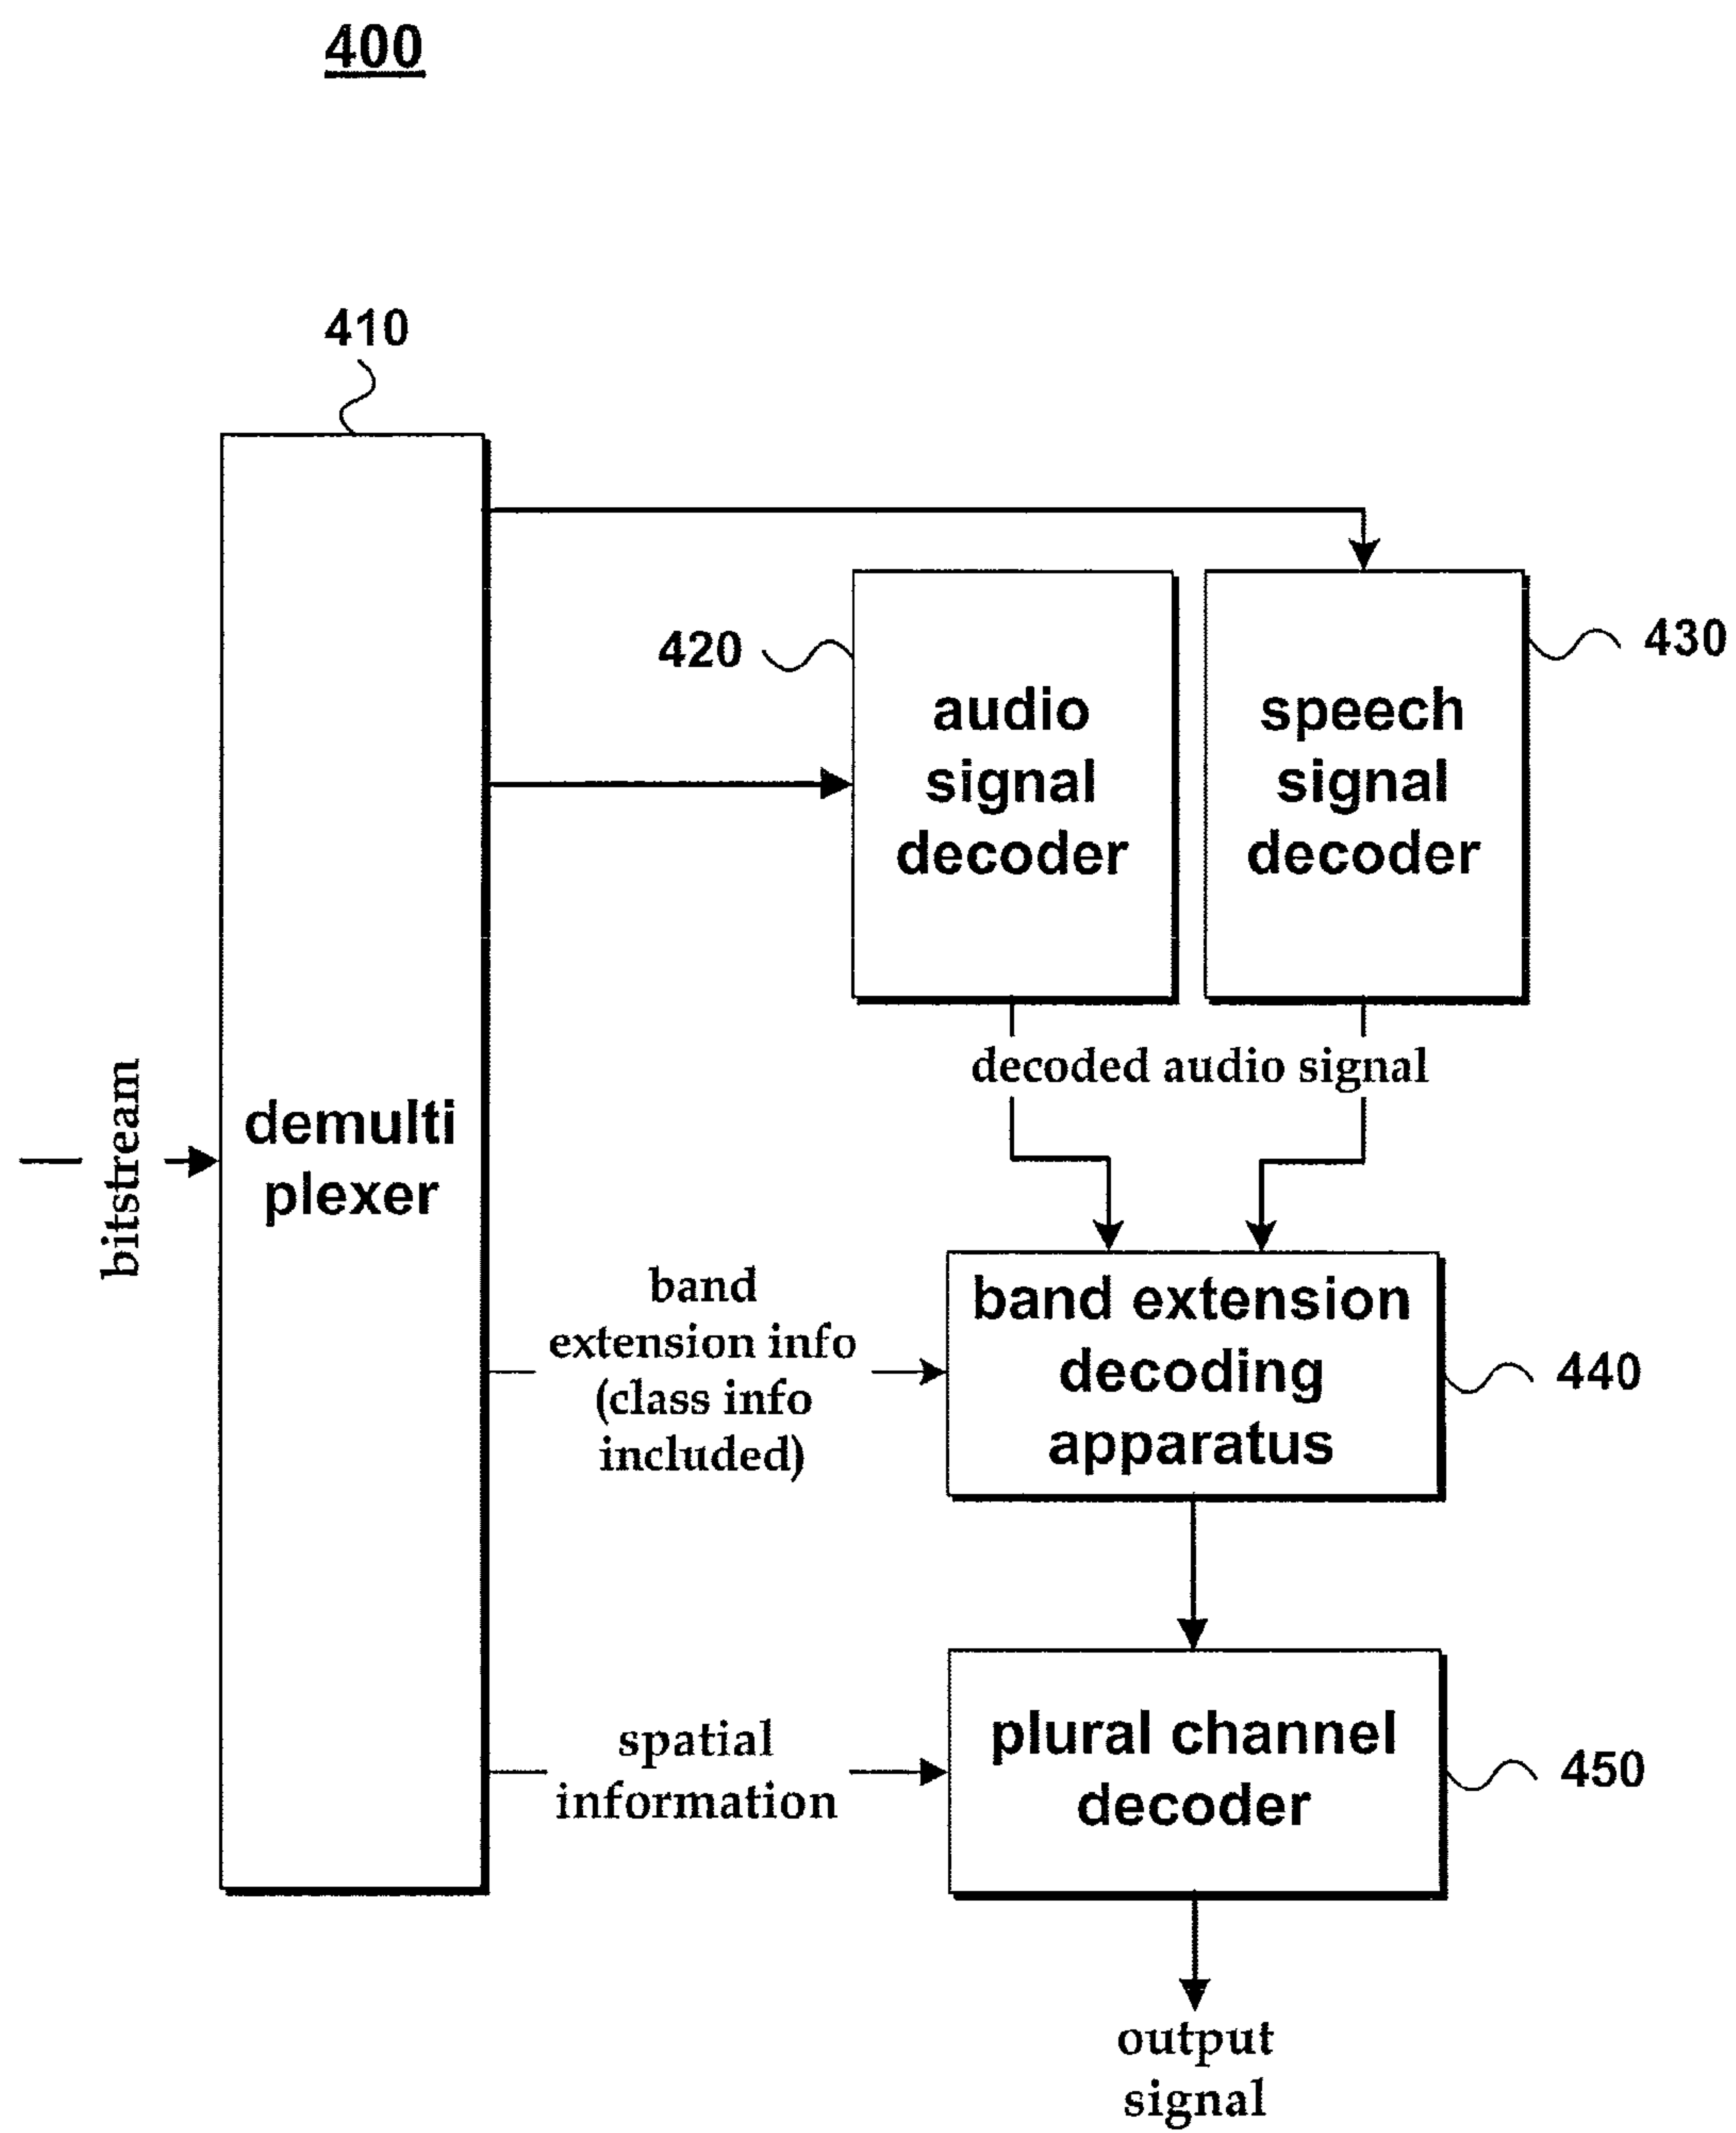 400
410
420
430
audio
signal
decoder
speech
signal
decoder
decoded audio signal
bitstream
demulti
plexer
band
extension info
(class info
included)
band extension
decoding
apparatus
440
spatial
information
plural channel
decoder
450
output
signal